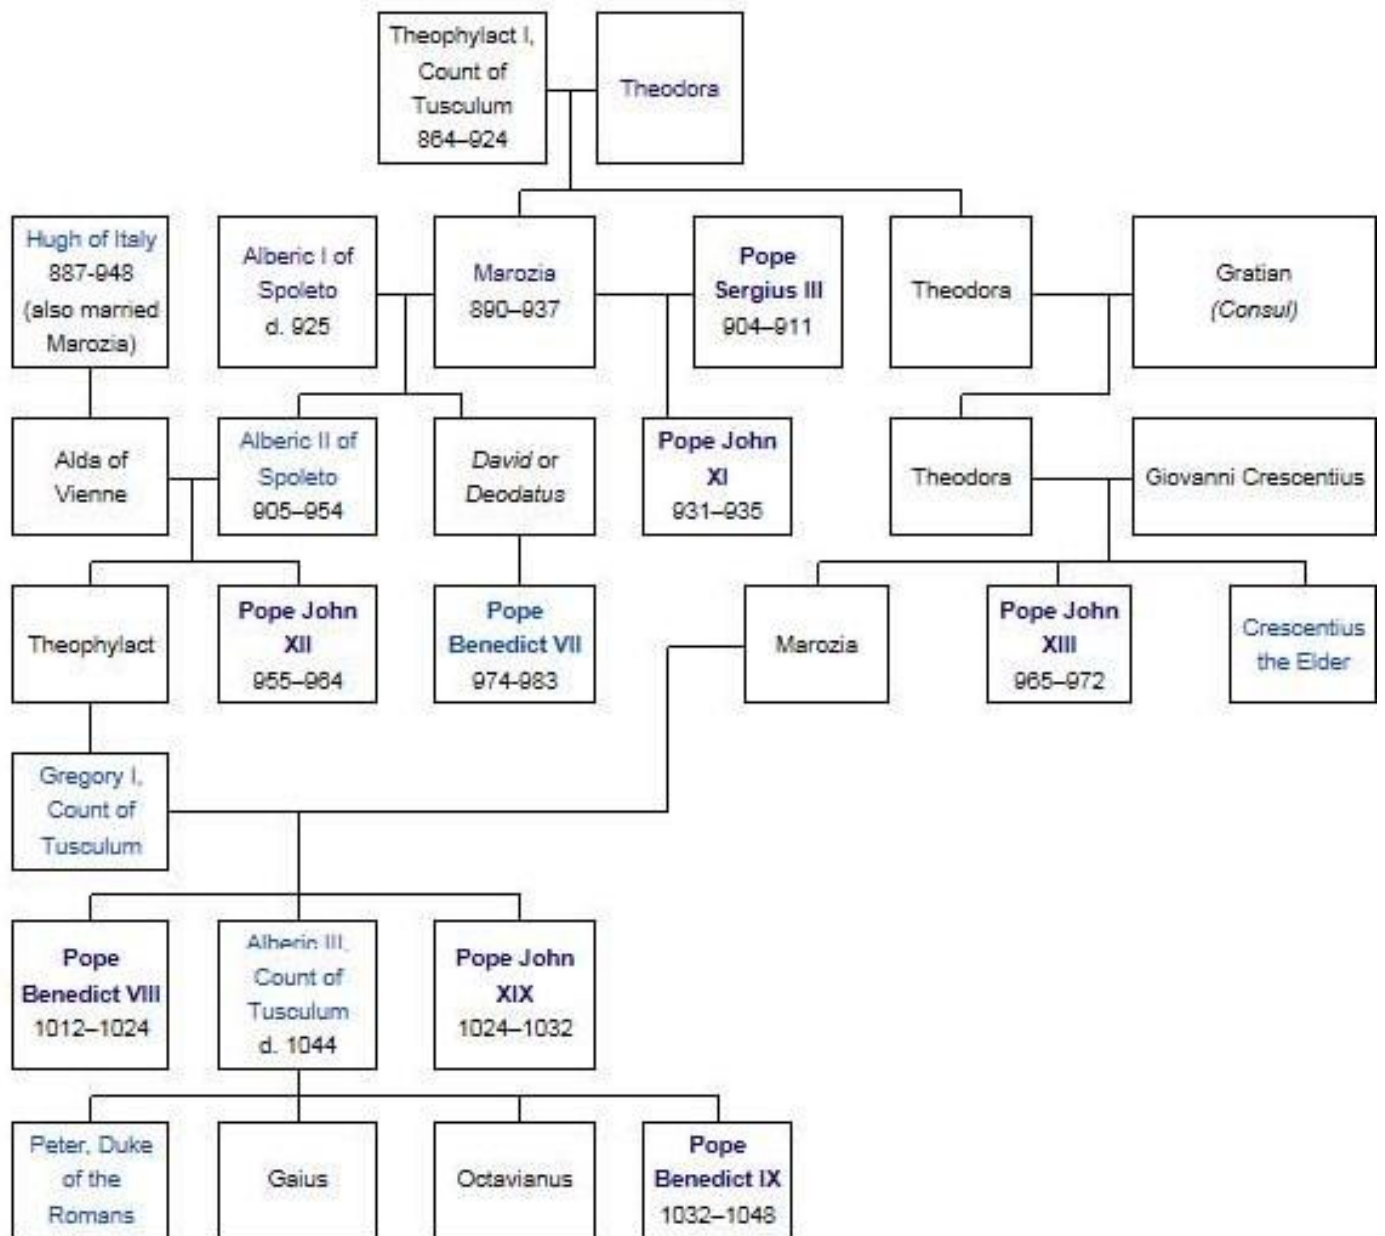 Theophylact I,
Count of
Tusculum
864–924
Theodora
Hugh of Italy
887-948
(also married
Marozia)
Alberic I of
Spoleto
d. 925
Marozia
890–937
Pope
Sergius III
904–911
Theodora
Gratian
(Consul)
Alda of
Vienne
Alberic II of
Spoleto
905–954
David or
Deodatus
Pope John
XI
931–935
Theodora
Giovanni Crescentius
Theophylact
Pope John
XII
955–964
Pope
Benedict VII
974-983
Marozia
Pope John
XIII
965–972
Crescentius
the Elder
Gregory I,
Count of
Tusculum
Pope
Benedict VIII
1012–1024
Alberic III,
Count of
Tusculum
d. 1044
Pope John
XIX
1024–1032
Peter, Duke
of the
Romans
Gaius
Octavianus
Pope
Benedict IX
1032–1048